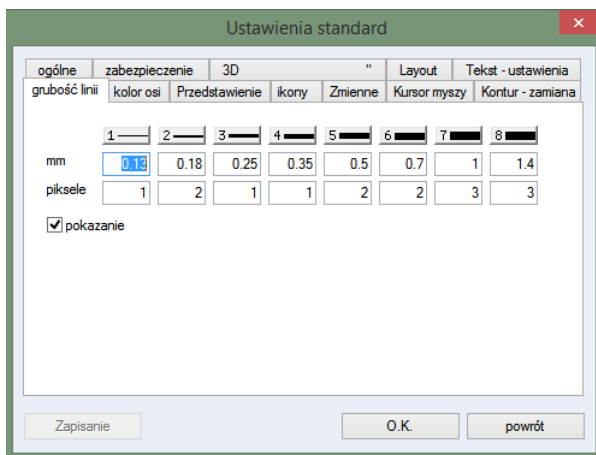 Ustawienia standard
ogólne zabezpieczenie 3D " Layout Tekst - ustawienia
grubość linii kolor osi Przedstawienie ikony Zmienne Kursor myszy Kontur - zamiana
1 2 3 4 5 6 7 8
mm 0.13 0.18 0.25 0.35 0.5 0.7 1 1.4
piksele 1 2 1 1 2 2 3 3
pokazanie
Zapisanie O.K. powrót